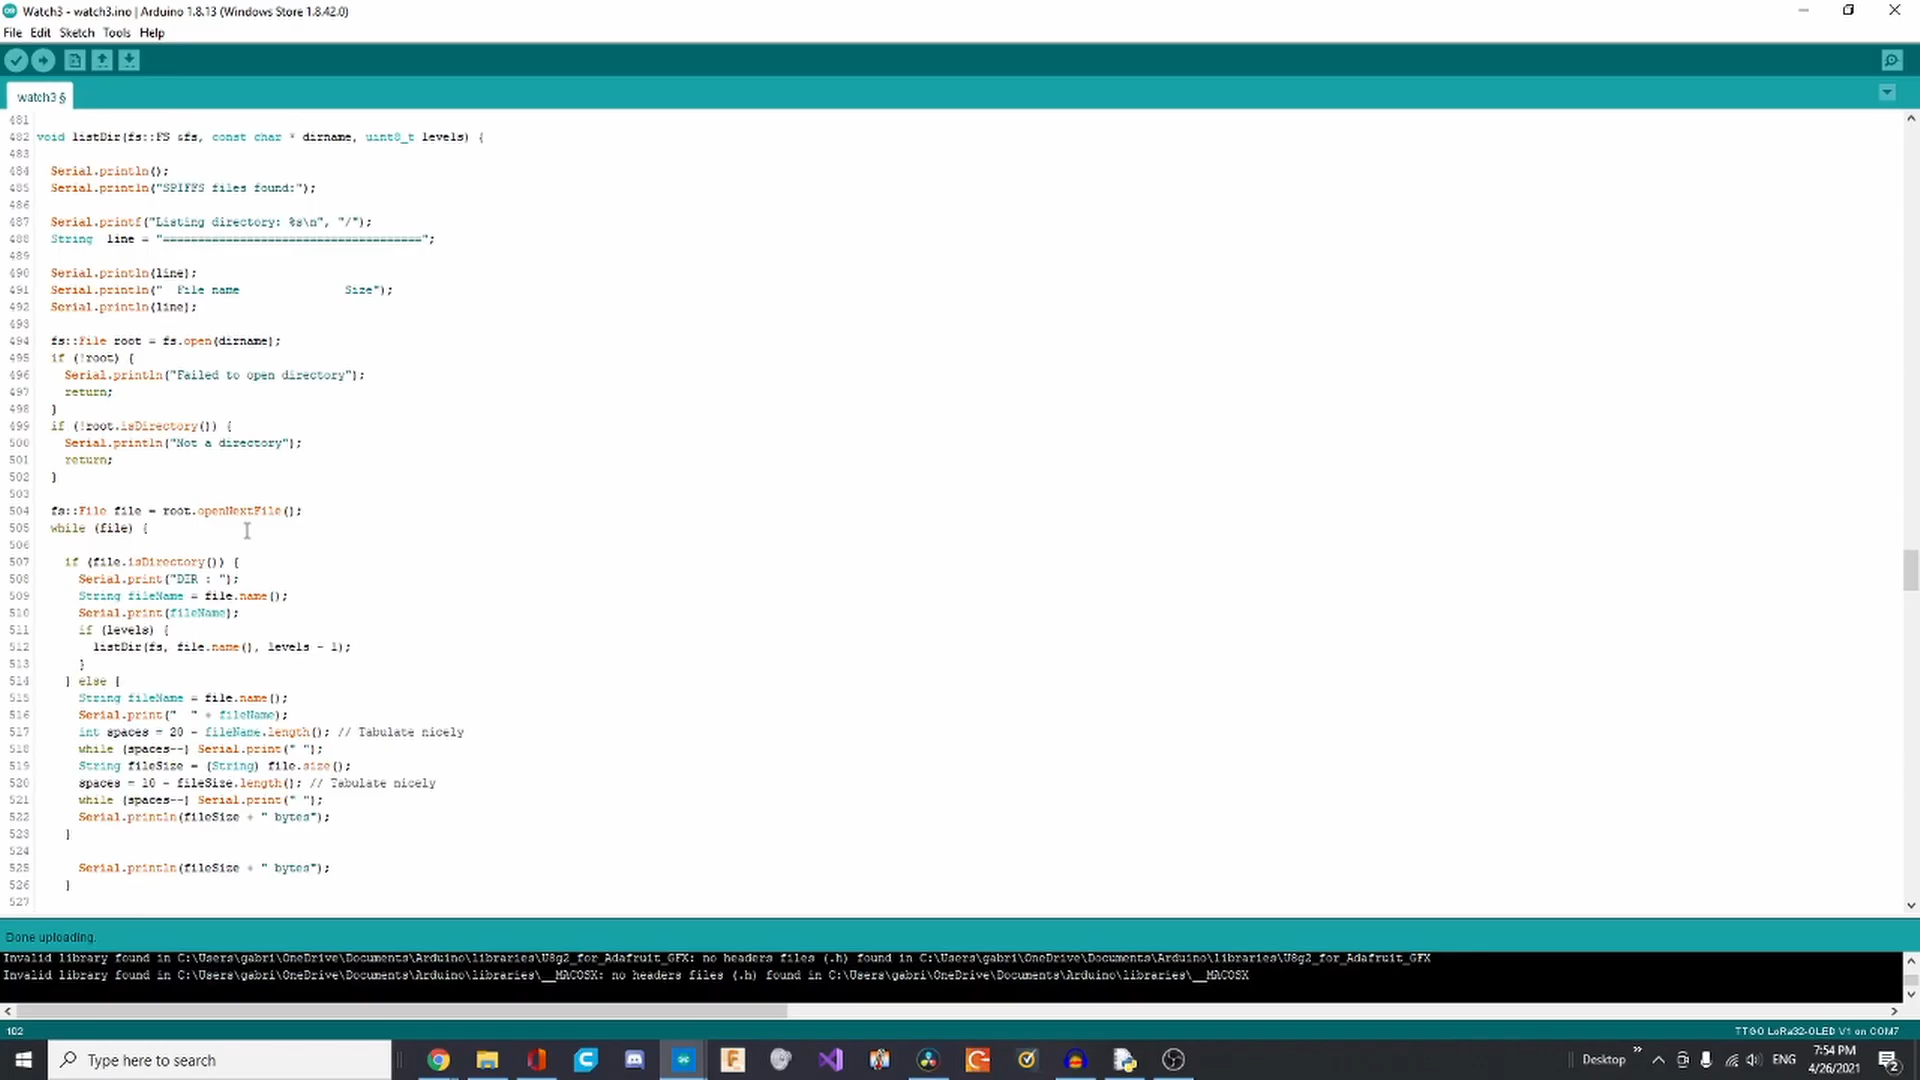 Watch3 - watch3.ino | Arduino 1.8.13 (Windows Store 1.8.42.0)
File Edit Sketch Tools Help
watch3 §
481
482 void listDir(fs::FS &fs, const char * dirname, uint8_t levels) {
483
484 Serial.println();
485 Serial.println("SPIFFS files found:");
486
487 Serial.printf("Listing directory: %s\n", "/");
488 String  line = "=====================================";
489
490 Serial.println(line);
491 Serial.println("  File name               Size");
492 Serial.println(line);
493
494 fs::File root = fs.open(dirname);
495 if (!root) {
496 Serial.println("Failed to open directory");
497 return;
498 }
499 if (!root.isDirectory()) {
500 Serial.println("Not a directory");
501 return;
502 }
503
504 fs::File file = root.openNextFile();
505 while (file) {
506
507 if (file.isDirectory()) {
508 Serial.print("DIR : ");
509 String fileName = file.name();
510 Serial.print(fileName);
511 if (levels) {
512 listDir(fs, file.name(), levels - 1);
513 }
514 } else {
515 String fileName = file.name();
516 Serial.print("  " + fileName);
517 int spaces = 20 - fileName.length(); // Tabulate nicely
518 while (spaces--) Serial.print(" ");
519 String fileSize = (String) file.size();
520 spaces = 10 - fileSize.length(); // Tabulate nicely
521 while (spaces--) Serial.print(" ");
522 Serial.println(fileSize + " bytes");
523 }
524
525 Serial.println(fileSize + " bytes");
526 }
527
Done uploading.
Invalid library found in C:\Users\gabri\OneDrive\Documents\Arduino\libraries\U8g2_for_Adafruit_GFX: no headers files (.h) found in C:\Users\gabri\OneDrive\Documents\Arduino\libraries\U8g2_for_Adafruit_GFX
Invalid library found in C:\Users\gabri\OneDrive\Documents\Arduino\libraries\__MACOSX: no headers files (.h) found in C:\Users\gabri\OneDrive\Documents\Arduino\libraries\__MACOSX
102 TTGO LoRa32-OLED V1 on COM7
Type here to search Desktop ENG 7:54 PM
4/26/2021 2